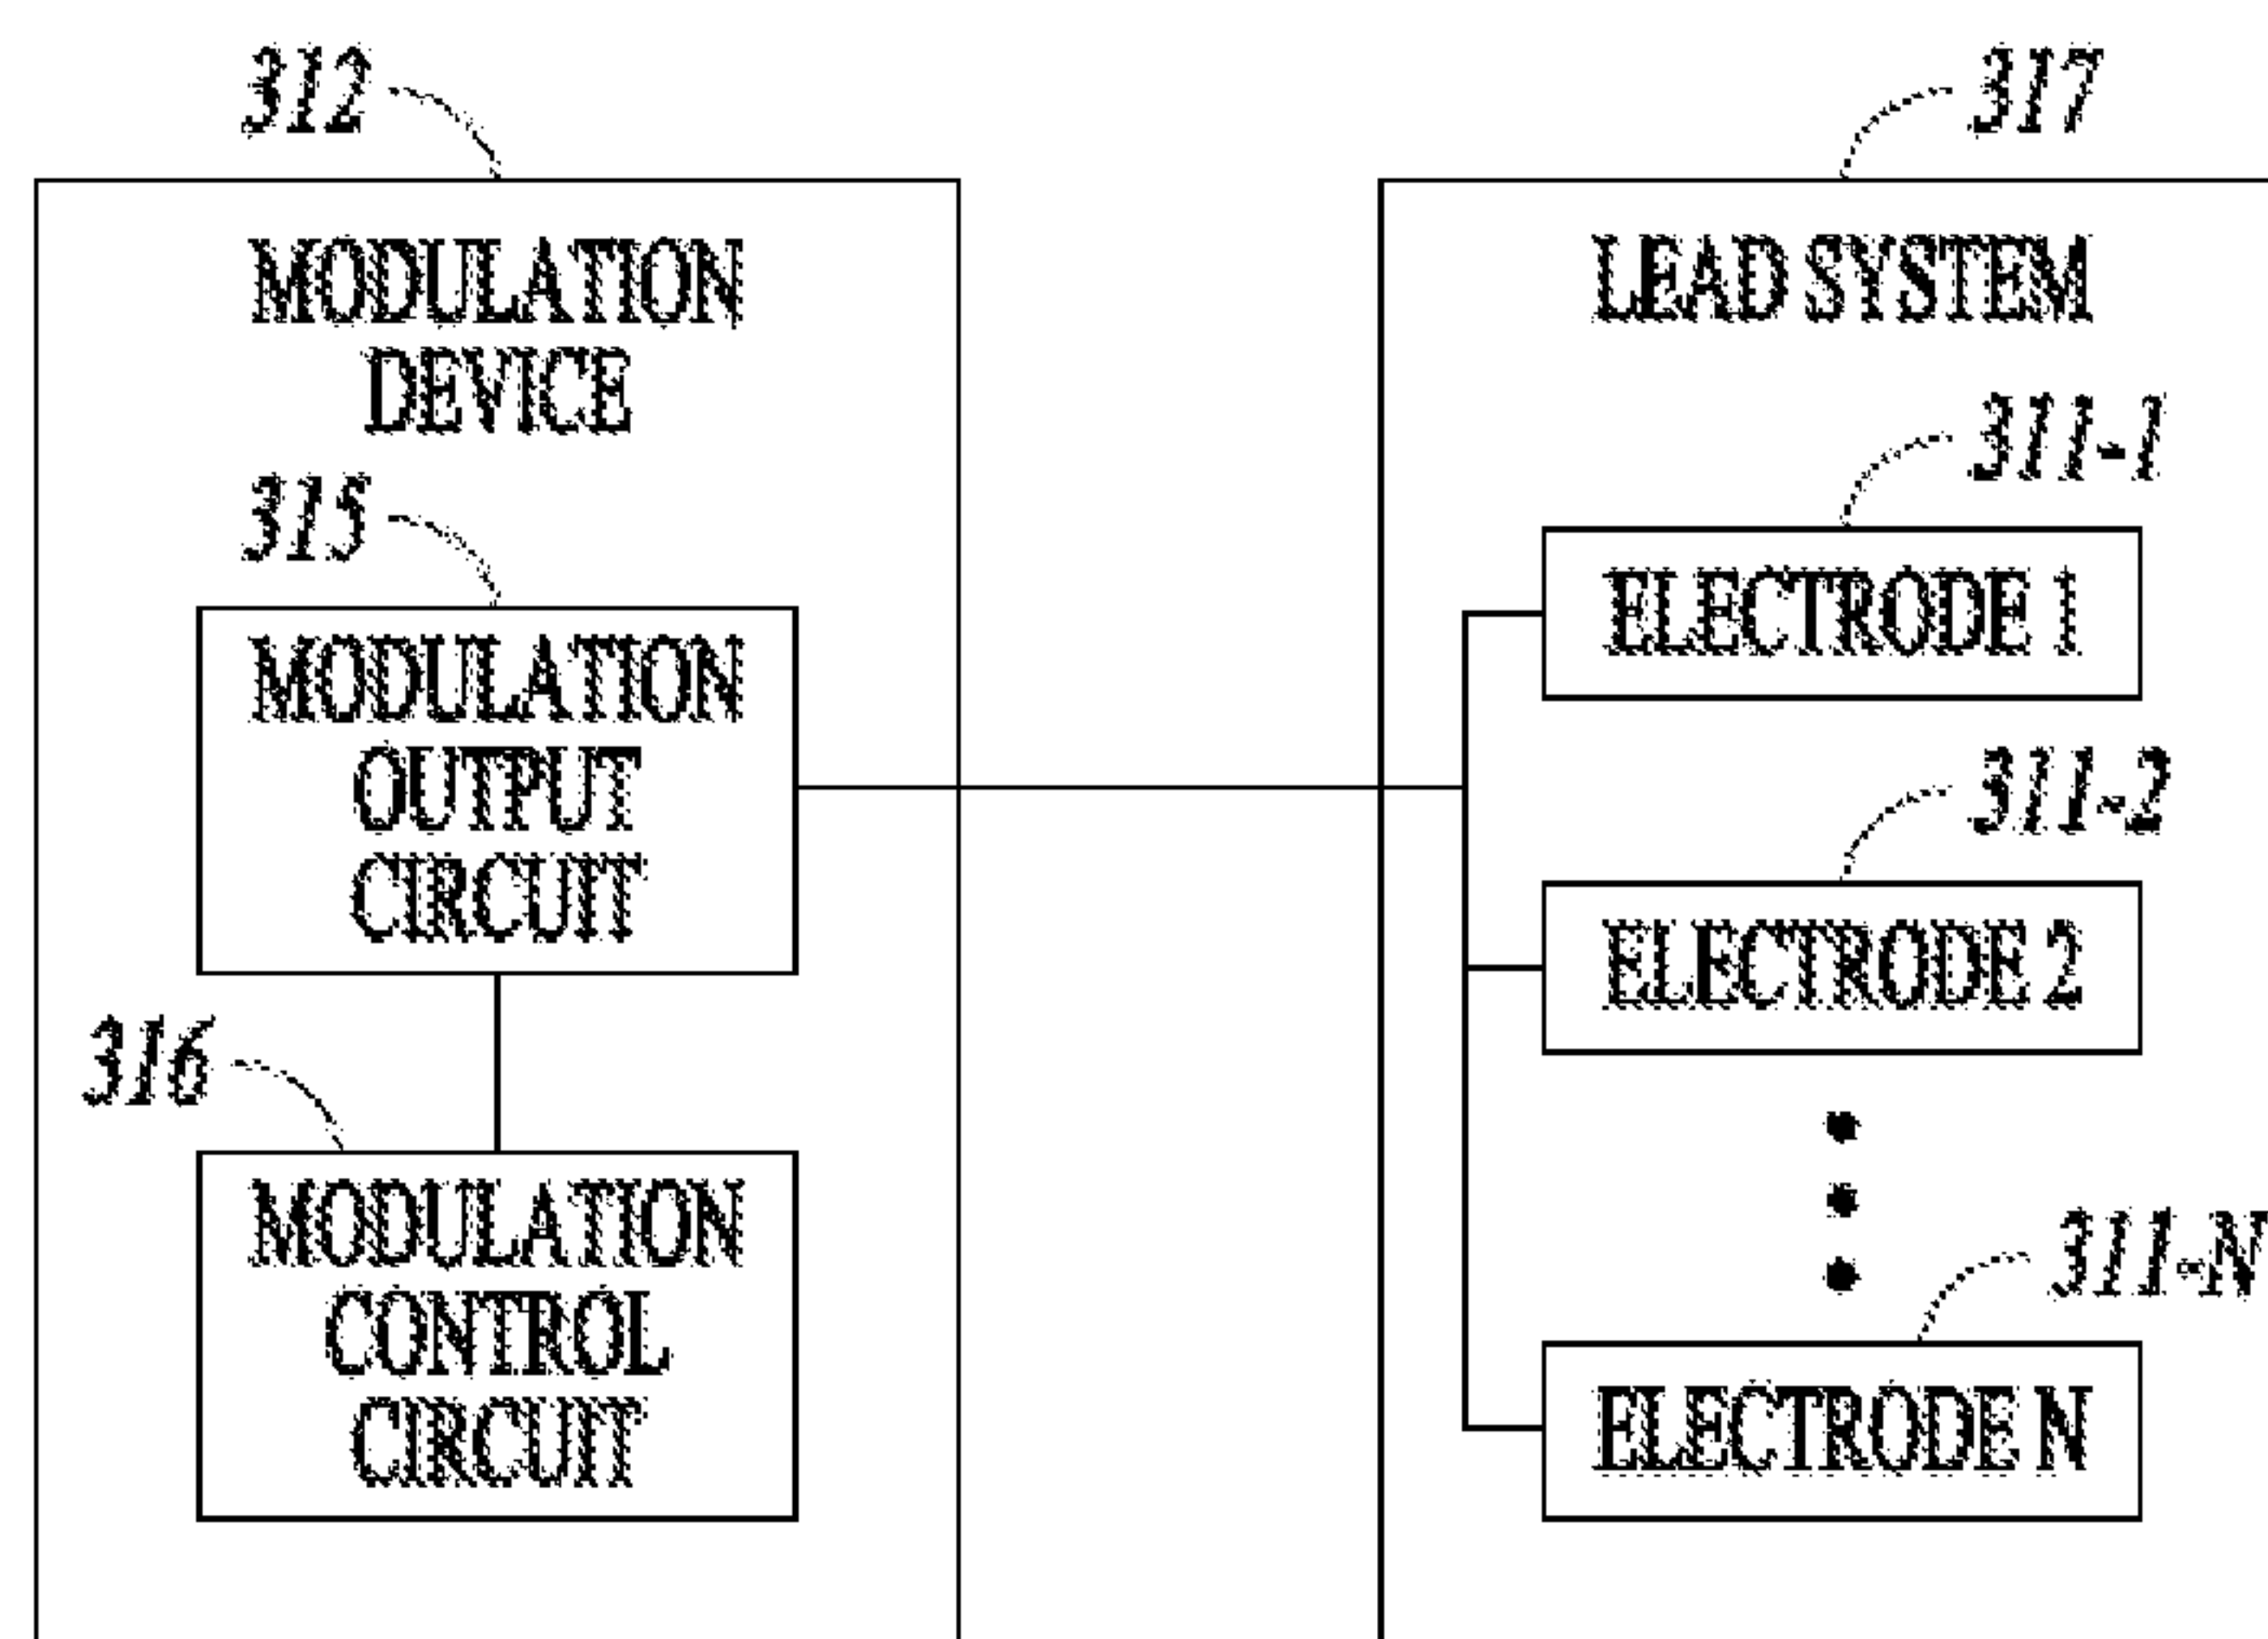 312
MODULATION
DEVICE
315
MODULATION
OUTPUT
CIRCUIT
316
MODULATION
CONTROL
CIRCUIT
317
LEAD SYSTEM
311-1
ELECTRODE 1
311-2
ELECTRODE 2
311-N
ELECTRODE N